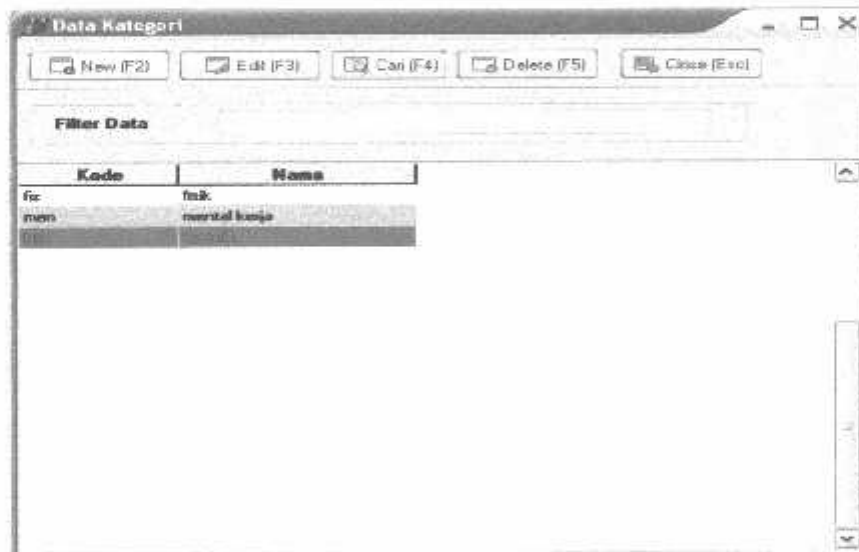 Data Kategori
New (F2) Edit (F3) Cari (F4) Delete (F5) Close (Esc)
Filter Data
Kode Nama
fisik
men mental kerja